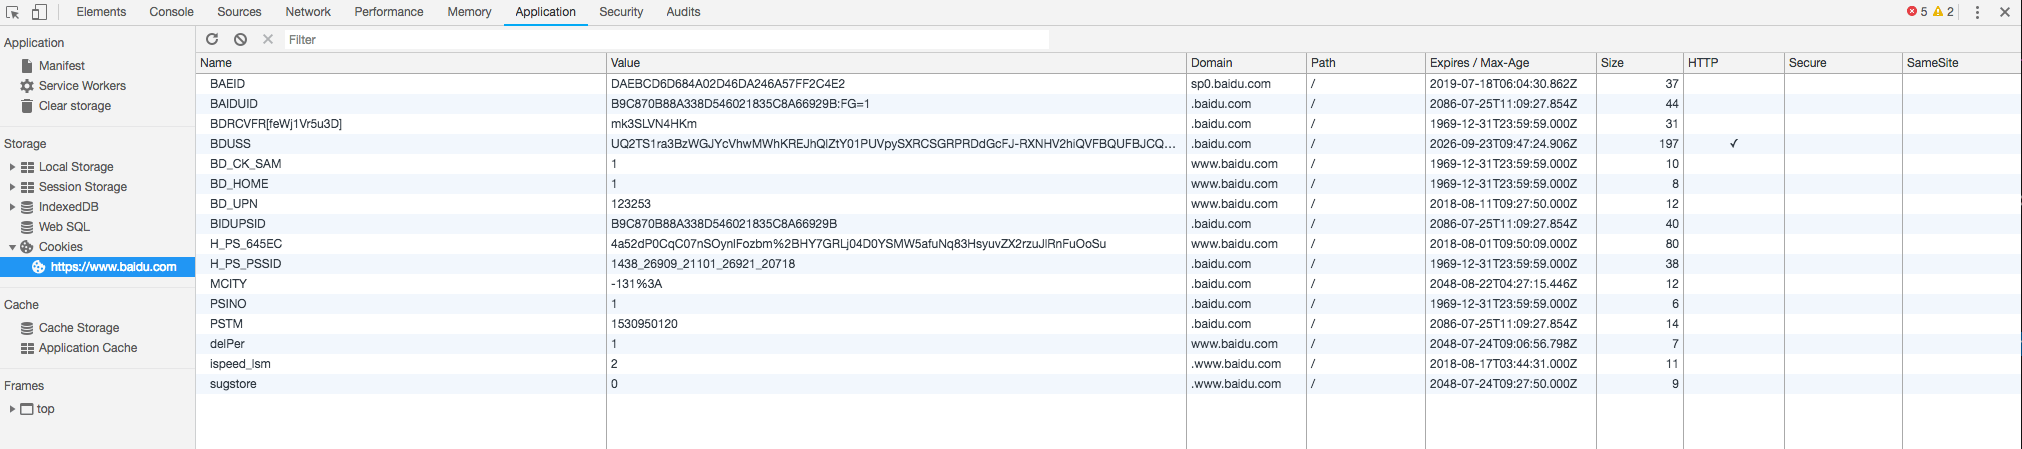 Elements Console Sources Network Performance Memory Application Security Audits 5 2
Application
Manifest
Service Workers
Clear storage
Storage
Local Storage
Session Storage
IndexedDB
Web SQL
Cookies
https://www.baidu.com
Cache
Cache Storage
Application Cache
Frames
top
Filter
Name Value Domain Path Expires / Max-Age Size HTTP Secure SameSite
BAEID DAEBCD6D684A02D46DA246A57FF2C4E2 sp0.baidu.com / 2019-07-18T06:04:30.862Z 37
BAIDUID B9C870B88A338D546021835C8A66929B:FG=1 .baidu.com / 2086-07-25T11:09:27.854Z 44
BDRCVFR[feWj1Vr5u3D] mk3SLVN4HKm .baidu.com / 1969-12-31T23:59:59.000Z 31
BDUSS UQ2TS1ra3BzWGJYcVhwMWhKREJhQlZtY01PUVpySXRCSGRPRDdGcFJ-RXNHV2hiQVFBQUFBJCQ... .baidu.com / 2026-09-23T09:47:24.906Z 197 ✓
BD_CK_SAM 1 www.baidu.com / 1969-12-31T23:59:59.000Z 10
BD_HOME 1 www.baidu.com / 1969-12-31T23:59:59.000Z 8
BD_UPN 123253 www.baidu.com / 2018-08-11T09:27:50.000Z 12
BIDUPSID B9C870B88A338D546021835C8A66929B .baidu.com / 2086-07-25T11:09:27.854Z 40
H_PS_645EC 4a52dP0CqC07nSOynIFozbm%2BHY7GRLj04D0YSMW5afuNq83HsyuvZX2rzuJlRnFuOoSu www.baidu.com / 2018-08-01T09:50:09.000Z 80
H_PS_PSSID 1438_26909_21101_26921_20718 .baidu.com / 1969-12-31T23:59:59.000Z 38
MCITY -131%3A .baidu.com / 2048-08-22T04:27:15.446Z 12
PSINO 1 .baidu.com / 1969-12-31T23:59:59.000Z 6
PSTM 1530950120 .baidu.com / 2086-07-25T11:09:27.854Z 14
delPer 1 www.baidu.com / 2048-07-24T09:06:56.798Z 7
ispeed_lsm 2 .www.baidu.com / 2018-08-17T03:44:31.000Z 11
sugstore 0 .www.baidu.com / 2048-07-24T09:27:50.000Z 9